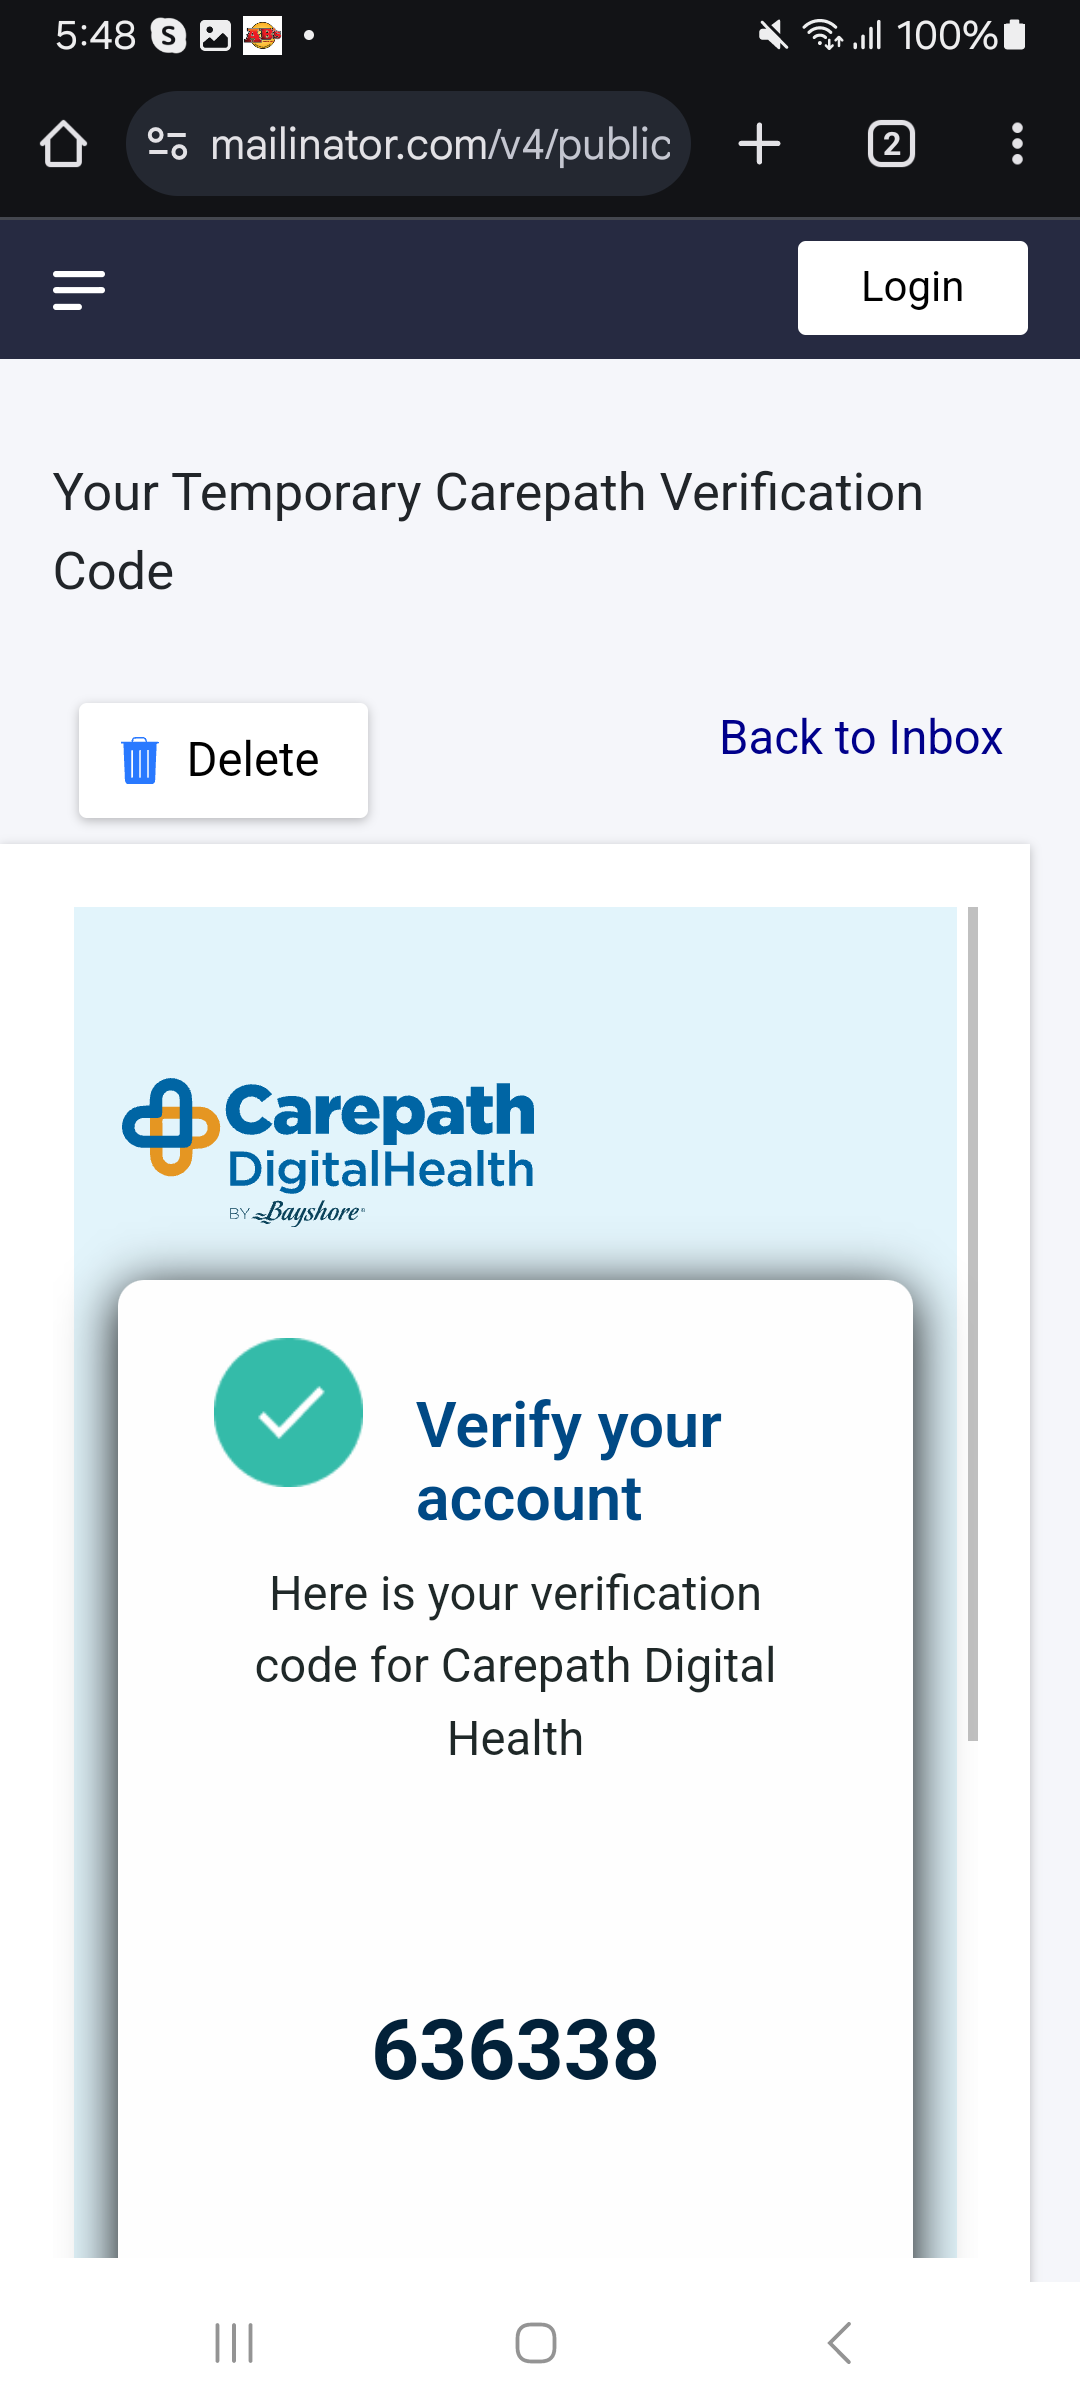 5:48
100%
mailinator.com/v4/public
2
Login
Your Temporary Carepath Verification
Code
Delete
Back to Inbox
Carepath
DigitalHealth
BY Bayshore
Verify your
account
Here is your verification
code for Carepath Digital
Health
636338